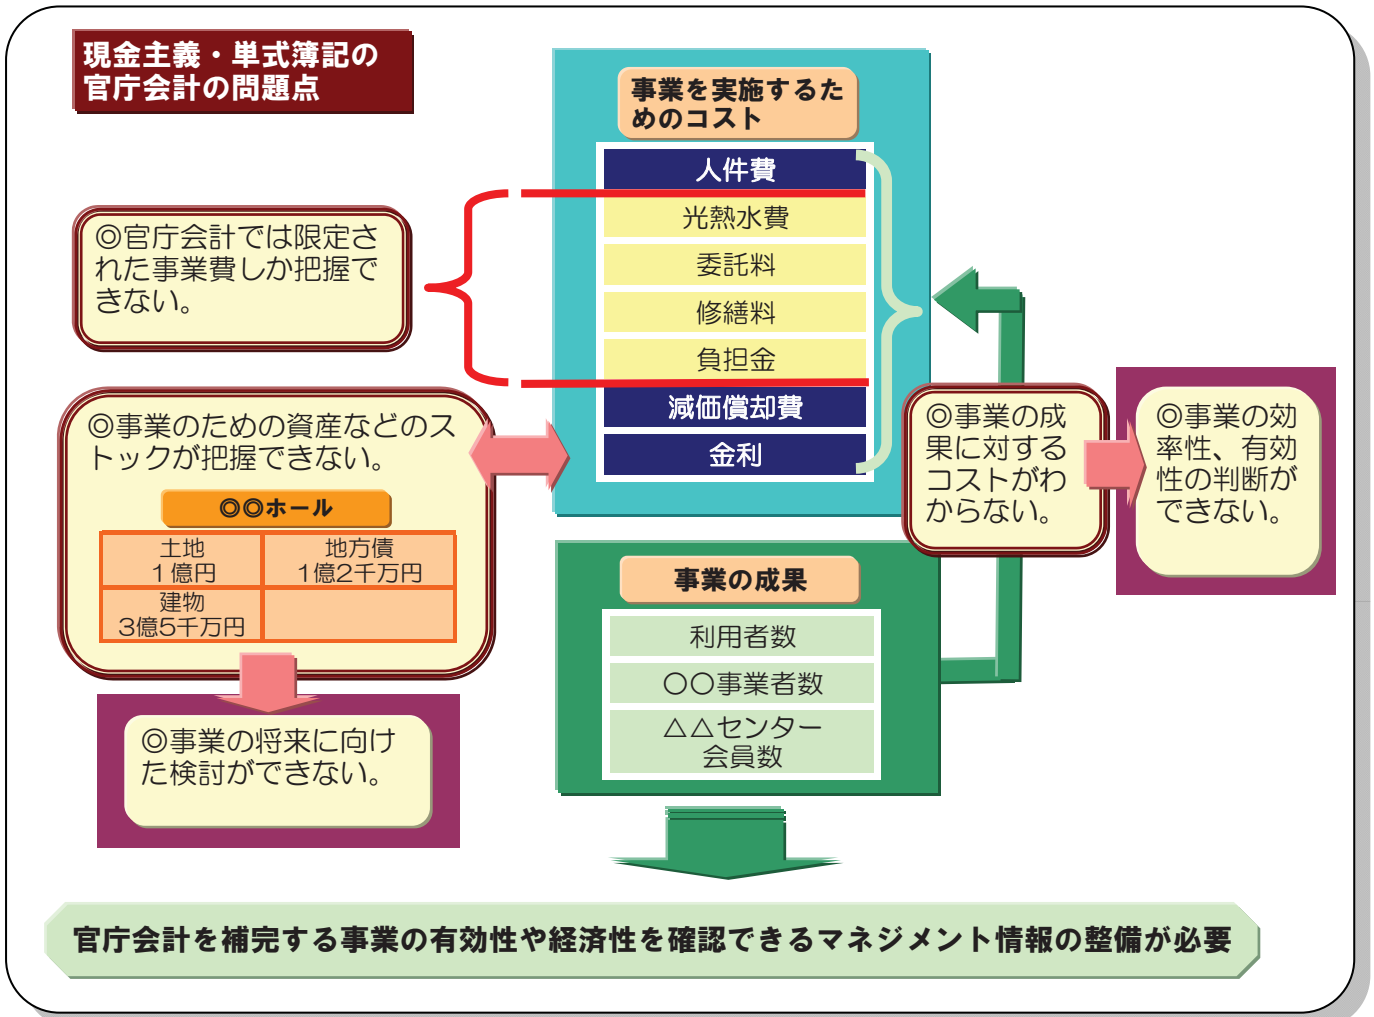 現金主義・単式簿記の
官庁会計の問題点
事業を実施するた
めのコスト
人件費
光熱水費
委託料
修繕料
負担金
減価償却費
金利
◎官庁会計では限定さ
れた事業費しか把握で
きない。
◎事業のための資産などのス
トックが把握できない。
◎◎ホール
土地
1億円
地方債
1億2千万円
建物
3億5千万円
◎事業の将来に向け
た検討ができない。
◎事業の成
果に対する
コストがわ
からない。
◎事業の効
率性、有効
性の判断が
できない。
事業の成果
利用者数
〇〇事業者数
△△センター
会員数
官庁会計を補完する事業の有効性や経済性を確認できるマネジメント情報の整備が必要